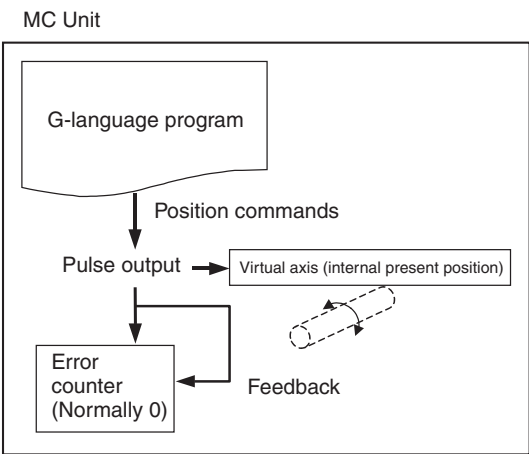 MC Unit
G-language program
Position commands
Pulse output
Virtual axis (internal present position)
Error
counter
(Normally 0)
Feedback